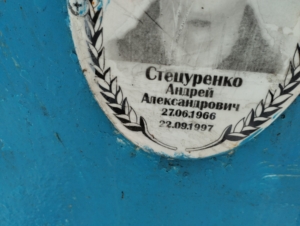 Стецуренко
Андрей
Александрович
27.06.1966
22.09.1997